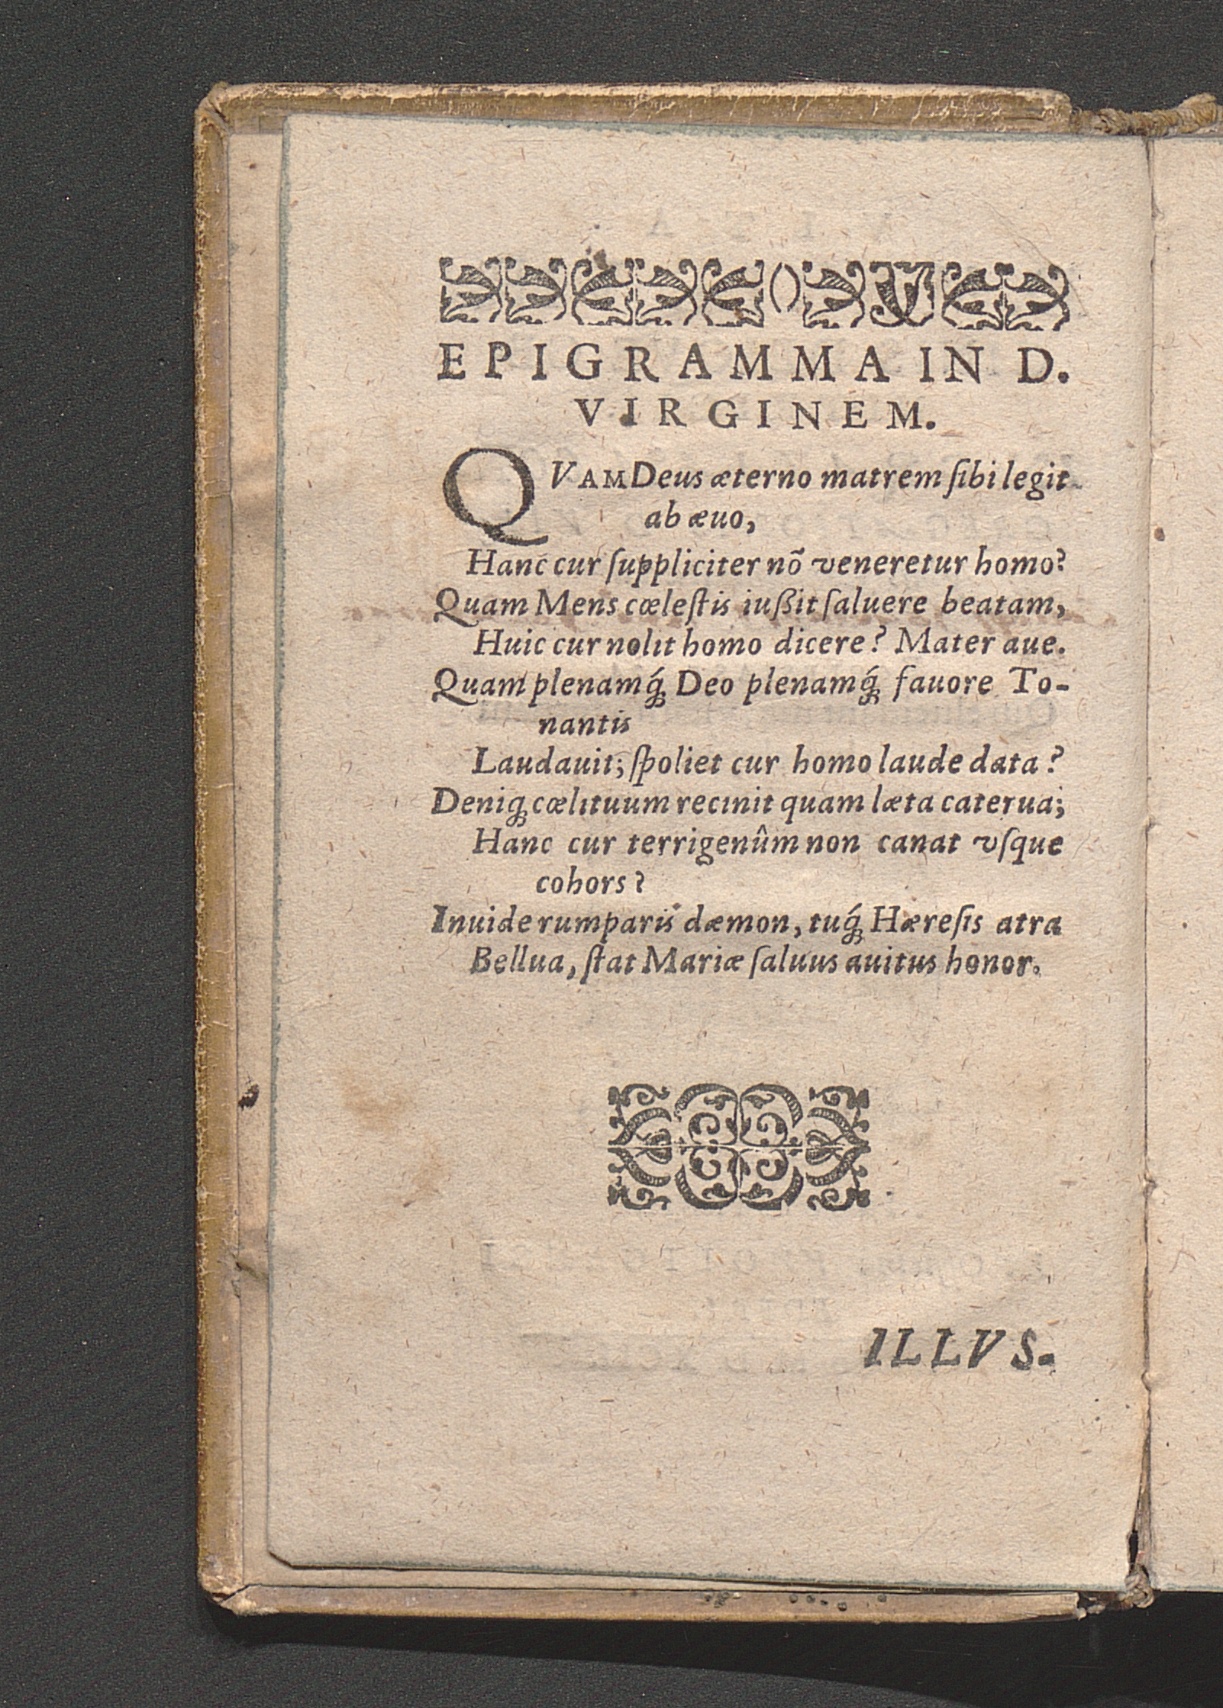 EPIGRAMMA IN D.
VIRGINEM.
QVAM Deus æterno matrem ſibi legit
ab æuo,
Hanc cur ſuppliciter nõ veneretur homo?
Quam Mens cœleſtis iußit ſaluere beatam,
Huic cur nolit homo dicere? Mater aue.
Quam plenamq́ꝫ Deo plenamq́ꝫ fauore To-
nantis
Laudauit; ſpoliet cur homo laude data?
Deniqꝫ cœlituum recinit quam læta caterua;
Hanc cur terrigenûm non canat vſque
cohors?
Inuide rumparis dæmon, tuq́ꝫ Hæreſis atra
Bellua, ſtat Mariæ ſaluus auitus honor.
ILLVS.